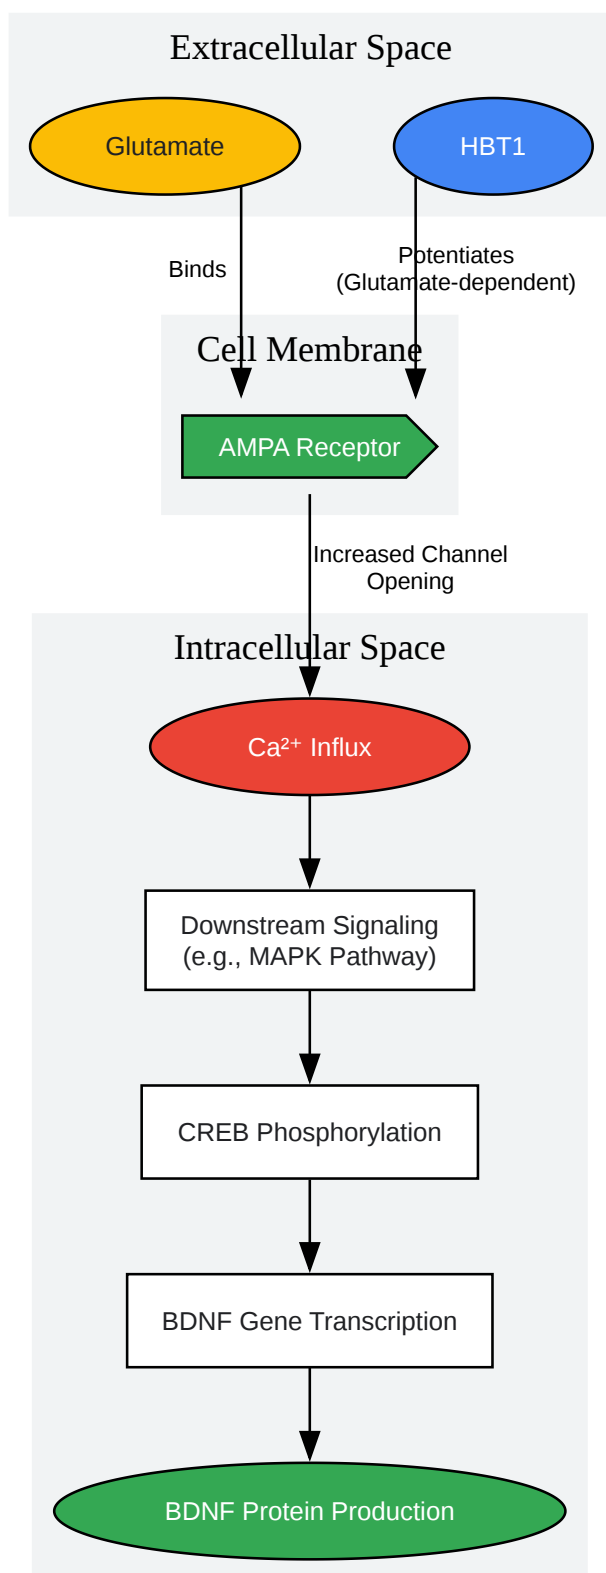 Extracellular Space
Glutamate
HBT1
Binds
Potentiates
(Glutamate-dependent)
Cell Membrane
AMPA Receptor
Increased Channel
Opening
Intracellular Space
Ca²⁺ Influx
Downstream Signaling
(e.g., MAPK Pathway)
CREB Phosphorylation
BDNF Gene Transcription
BDNF Protein Production